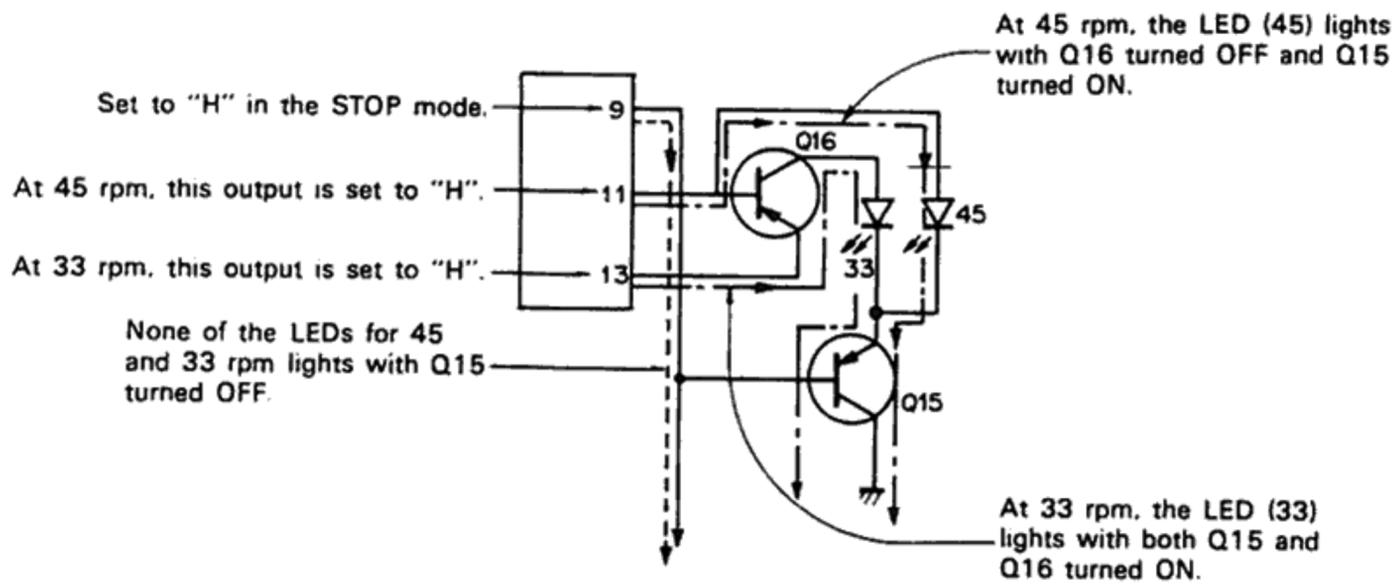 At 45 rpm, the LED (45) lights
with Q16 turned OFF and Q15
turned ON.
Set to "H" in the STOP mode.
9
Q16
At 45 rpm, this output is set to "H".
11
45
At 33 rpm, this output is set to "H".
13
33
None of the LEDs for 45
and 33 rpm lights with Q15
turned OFF.
Q15
At 33 rpm, the LED (33)
lights with both Q15 and
Q16 turned ON.